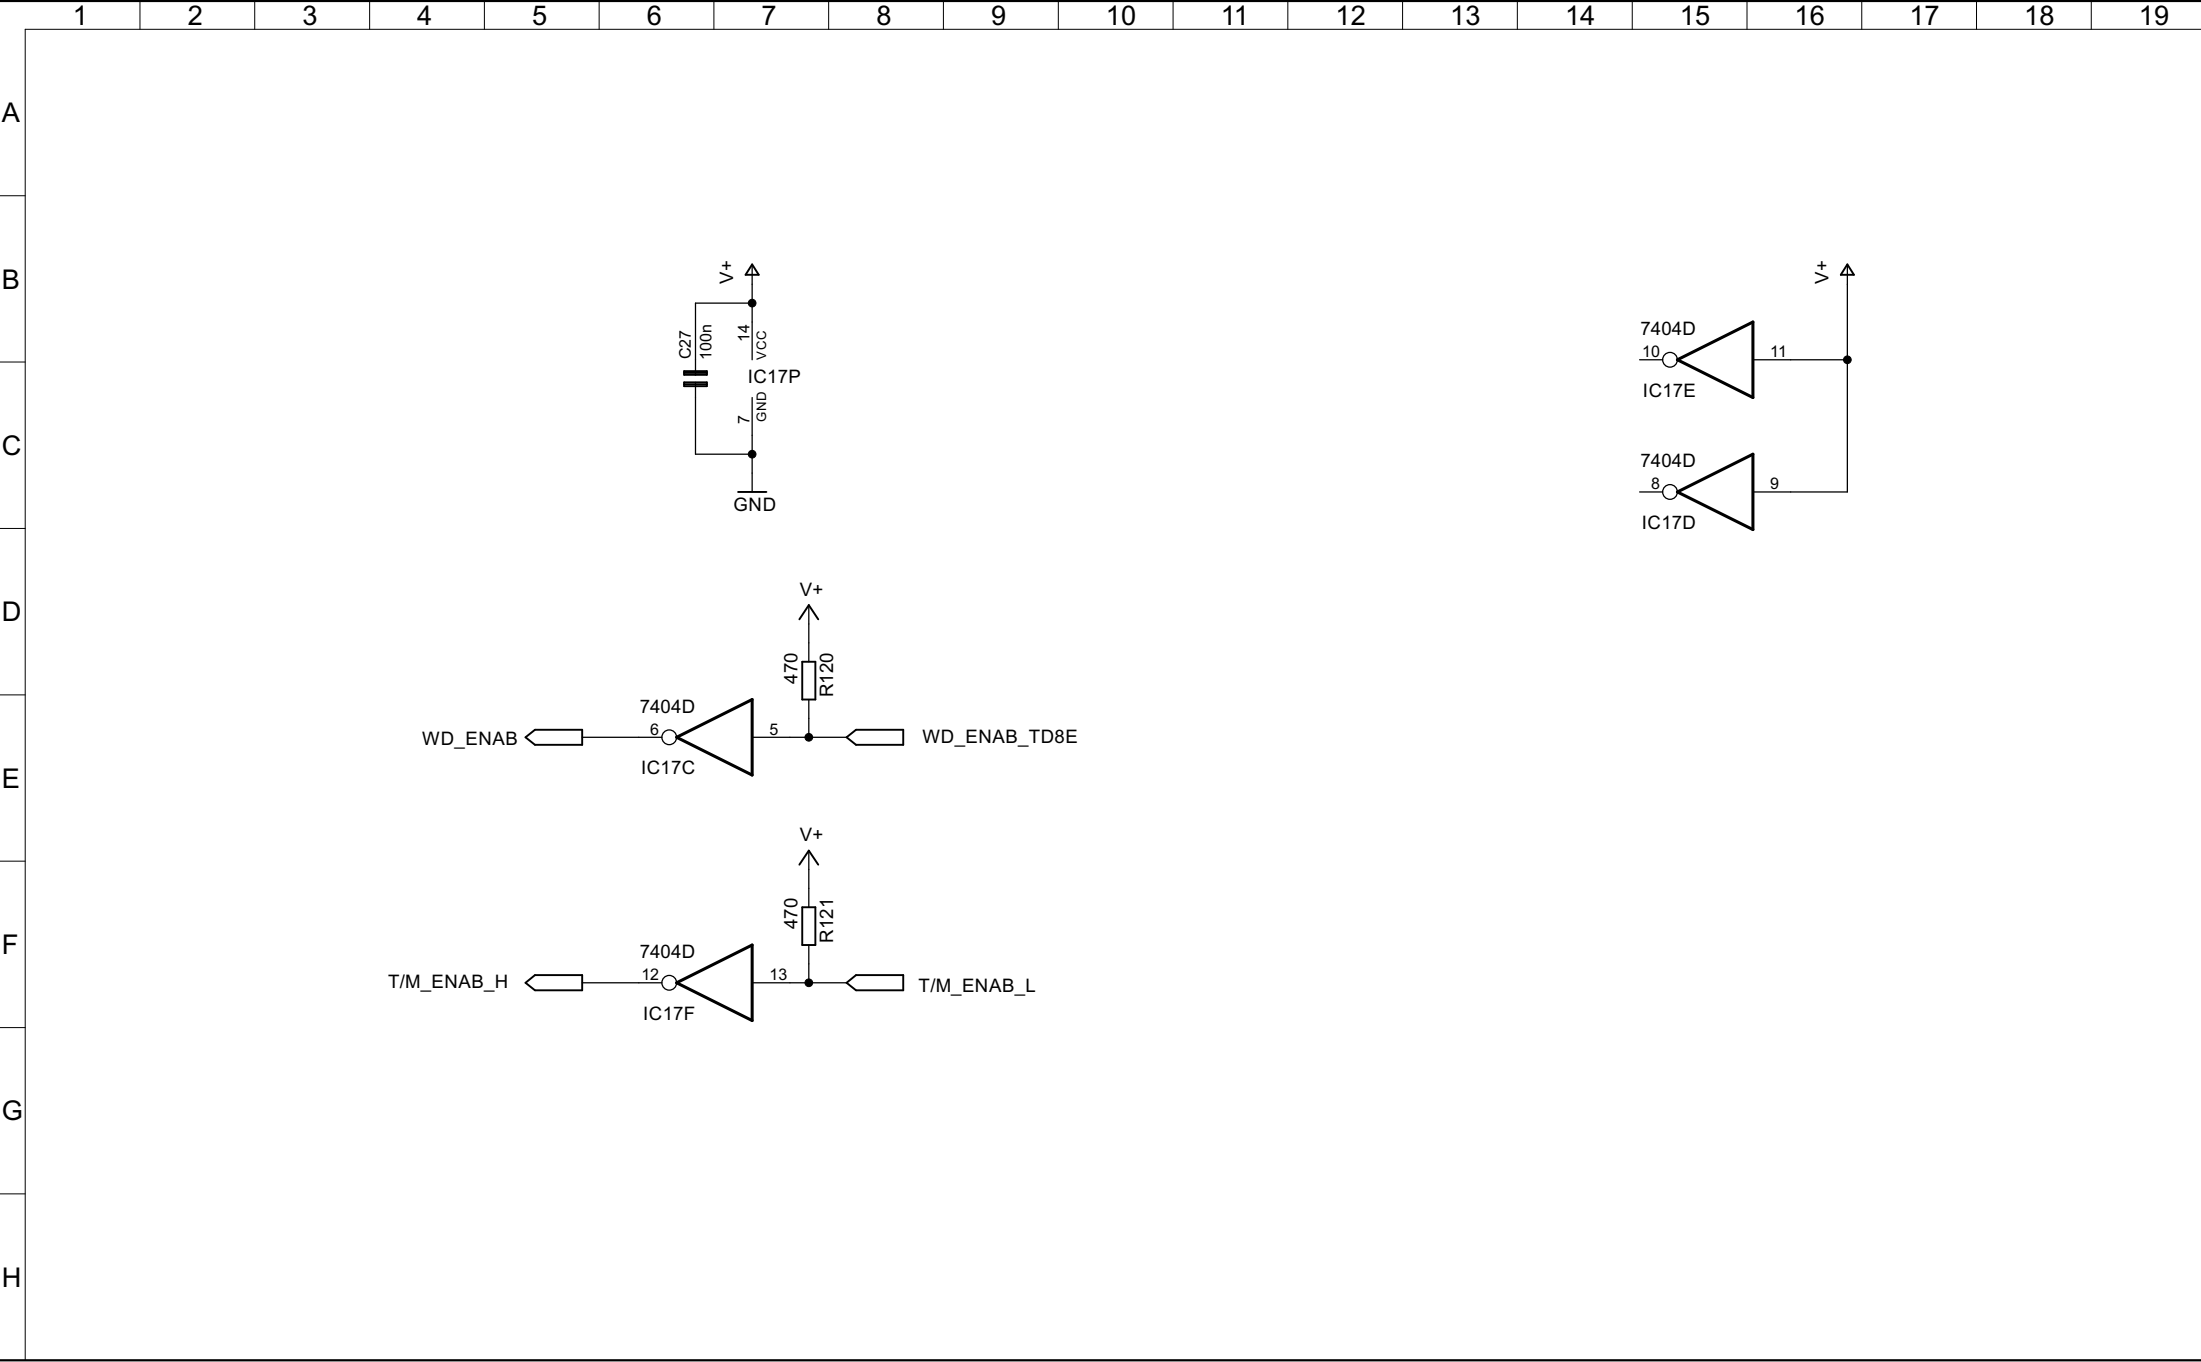 1 2 3 4 5 6 7 8 9 10 11 12 13 14 15 16 17 18 19
A
B
V+
V+
C27
100n
14
VCC
IC17P
7404D
10
11
IC17E
C
7
GND
GND
7404D
8
9
IC17D
D
V+
470
R120
7404D
WD_ENAB
6
5
WD_ENAB_TD8E
IC17C
E
V+
470
R121
F
7404D
T/M_ENAB_H
12
13
T/M_ENAB_L
IC17F
G
H